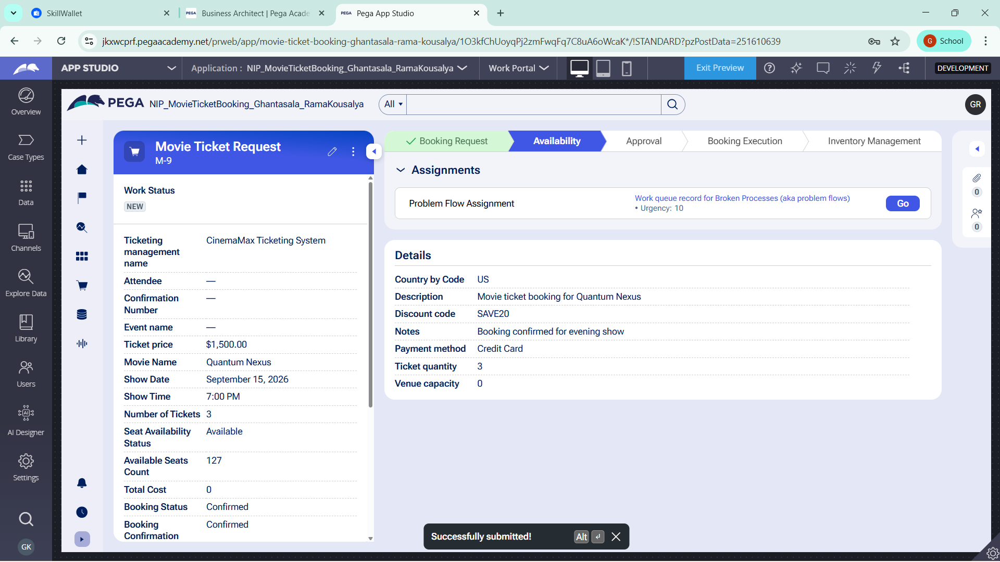 SkillWallet
PEGA Business Architect | Pega Acade
PEGA Pega App Studio
jkxwcprf.pegaacademy.net/prweb/app/movie-ticket-booking-ghantasala-rama-kousalya/1O3kfChUoyqPj2zmFwqFq7C8uA6oWcaK*/!STANDARD?pzPostData=251610639
G School
APP STUDIO
Application : NIP_MovieTicketBooking_Ghantasala_RamaKousalya
Work Portal
Exit Preview
DEVELOPMENT
Overview
Case Types
Data
Channels
Explore Data
Library
Users
AI
AI Designer
Settings
GK
PEGA NIP_MovieTicketBooking_Ghantasala_RamaKousalya
All
GR
Movie Ticket Request
M-9
Work Status
NEW
Ticketing management name CinemaMax Ticketing System
Attendee —
Confirmation Number —
Event name —
Ticket price $1,500.00
Movie Name Quantum Nexus
Show Date September 15, 2026
Show Time 7:00 PM
Number of Tickets 3
Seat Availability Status Available
Available Seats Count 127
Total Cost 0
Booking Status Confirmed
Booking Confirmation Confirmed
Booking Request
Availability
Approval
Booking Execution
Inventory Management
Assignments
Problem Flow Assignment
Work queue record for Broken Processes (aka problem flows)
• Urgency: 10
Go
Details
Country by Code US
Description Movie ticket booking for Quantum Nexus
Discount code SAVE20
Notes Booking confirmed for evening show
Payment method Credit Card
Ticket quantity 3
Venue capacity 0
0
0
Successfully submitted! Alt ↵